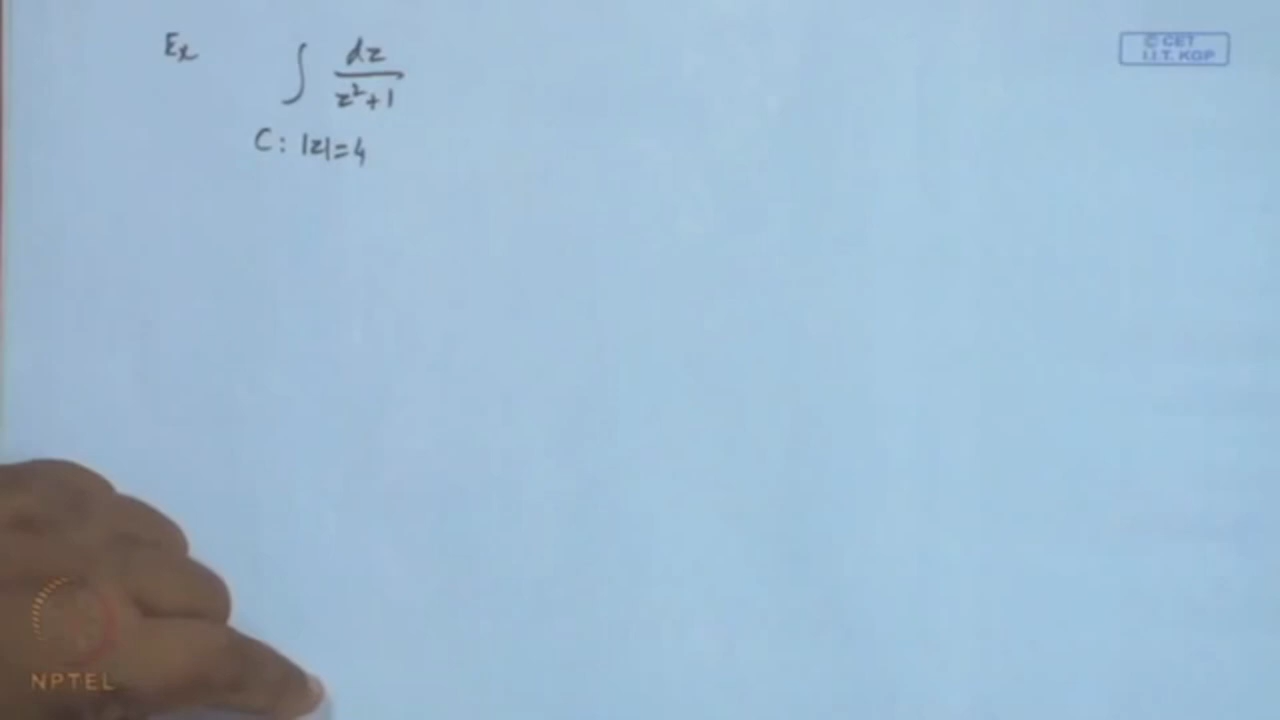 Ex ∫ dz / z²+1
C: |z|=4
© CET
I.I.T. KGP
NPTEL